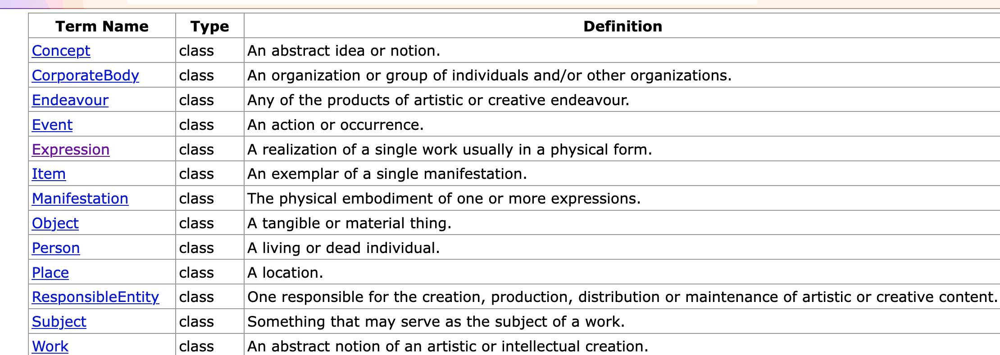 Term Name Type Definition
Concept class An abstract idea or notion.
CorporateBody class An organization or group of individuals and/or other organizations.
Endeavour class Any of the products of artistic or creative endeavour.
Event class An action or occurrence.
Expression class A realization of a single work usually in a physical form.
Item class An exemplar of a single manifestation.
Manifestation class The physical embodiment of one or more expressions.
Object class A tangible or material thing.
Person class A living or dead individual.
Place class A location.
ResponsibleEntity class One responsible for the creation, production, distribution or maintenance of artistic or creative content.
Subject class Something that may serve as the subject of a work.
Work class An abstract notion of an artistic or intellectual creation.